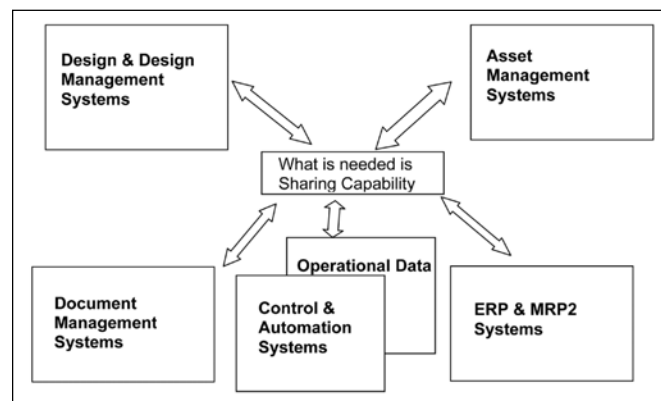 Design & Design
Management
Systems
Asset
Management
Systems
What is needed is
Sharing Capability
Operational Data
Document
Management
Systems
Control &
Automation
Systems
ERP & MRP2
Systems